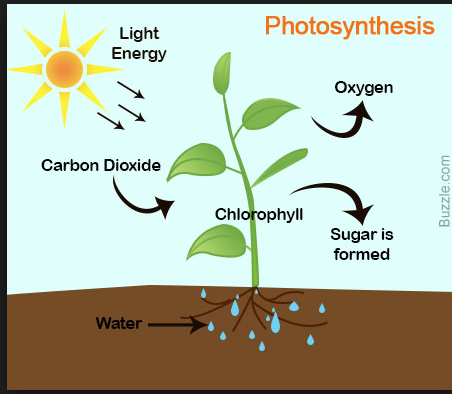 Photosynthesis
Light
Energy
Oxygen
Carbon Dioxide
Chlorophyll
Sugar is
formed
Water
Buzzle.com